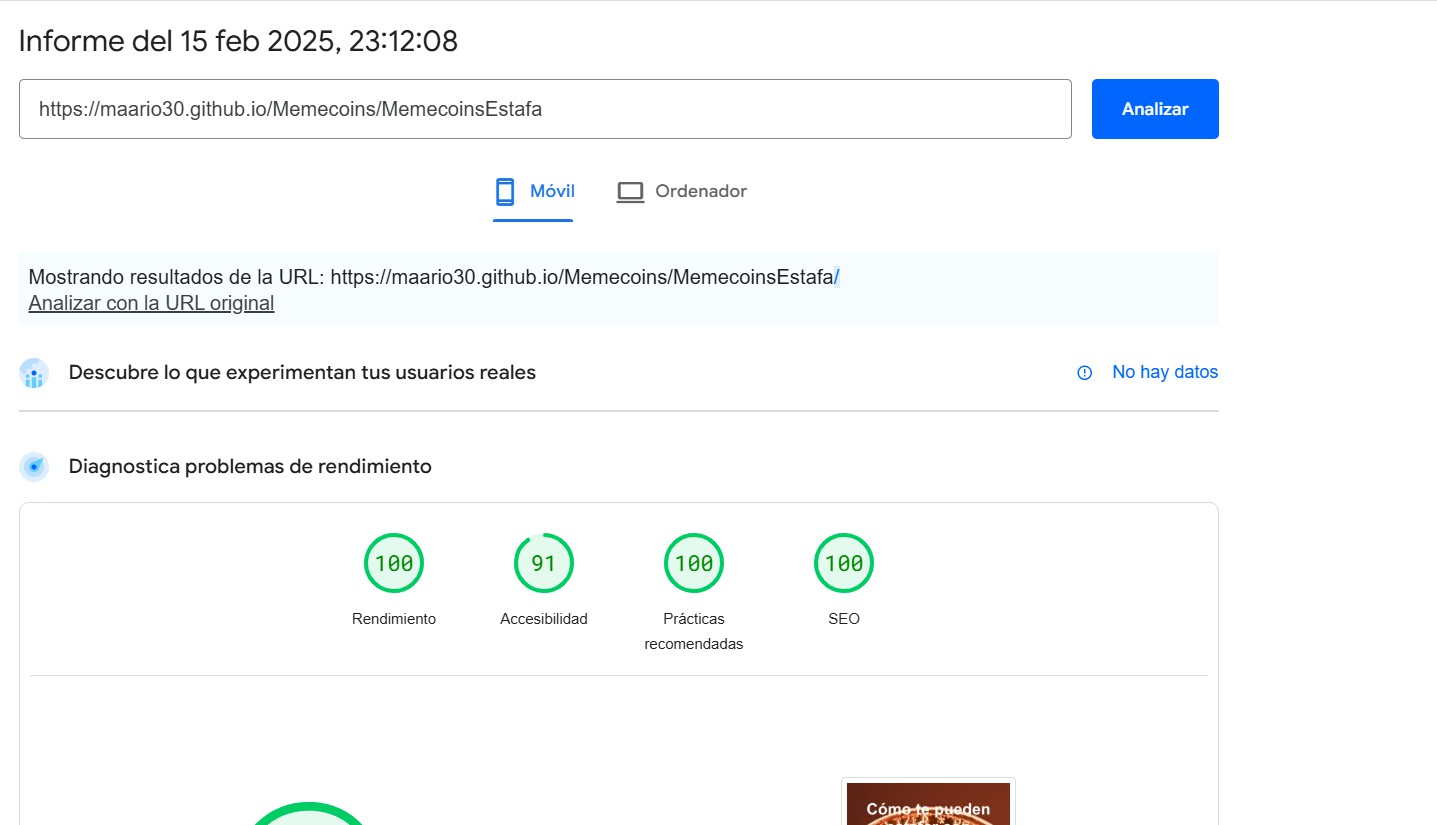 Informe del 15 feb 2025, 23:12:08
https://maario30.github.io/Memecoins/MemecoinsEstafa
Analizar
Móvil
Ordenador
Mostrando resultados de la URL: https://maario30.github.io/Memecoins/MemecoinsEstafa/
Analizar con la URL original
Descubre lo que experimentan tus usuarios reales
No hay datos
Diagnostica problemas de rendimiento
100
Rendimiento
91
Accesibilidad
100
Prácticas
recomendadas
100
SEO
Cómo te pueden